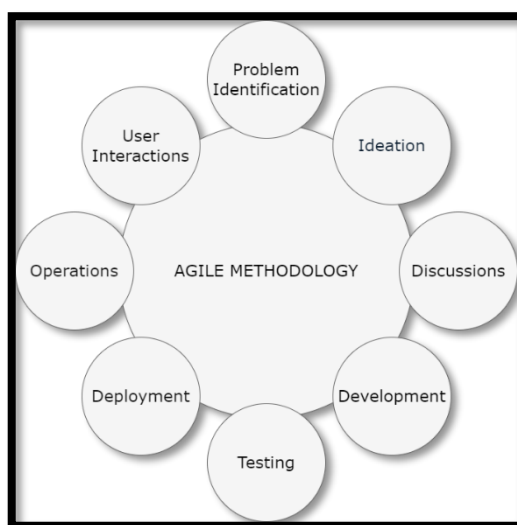 Problem
Identification
User
Interactions
Ideation
Operations
AGILE METHODOLOGY
Discussions
Deployment
Development
Testing